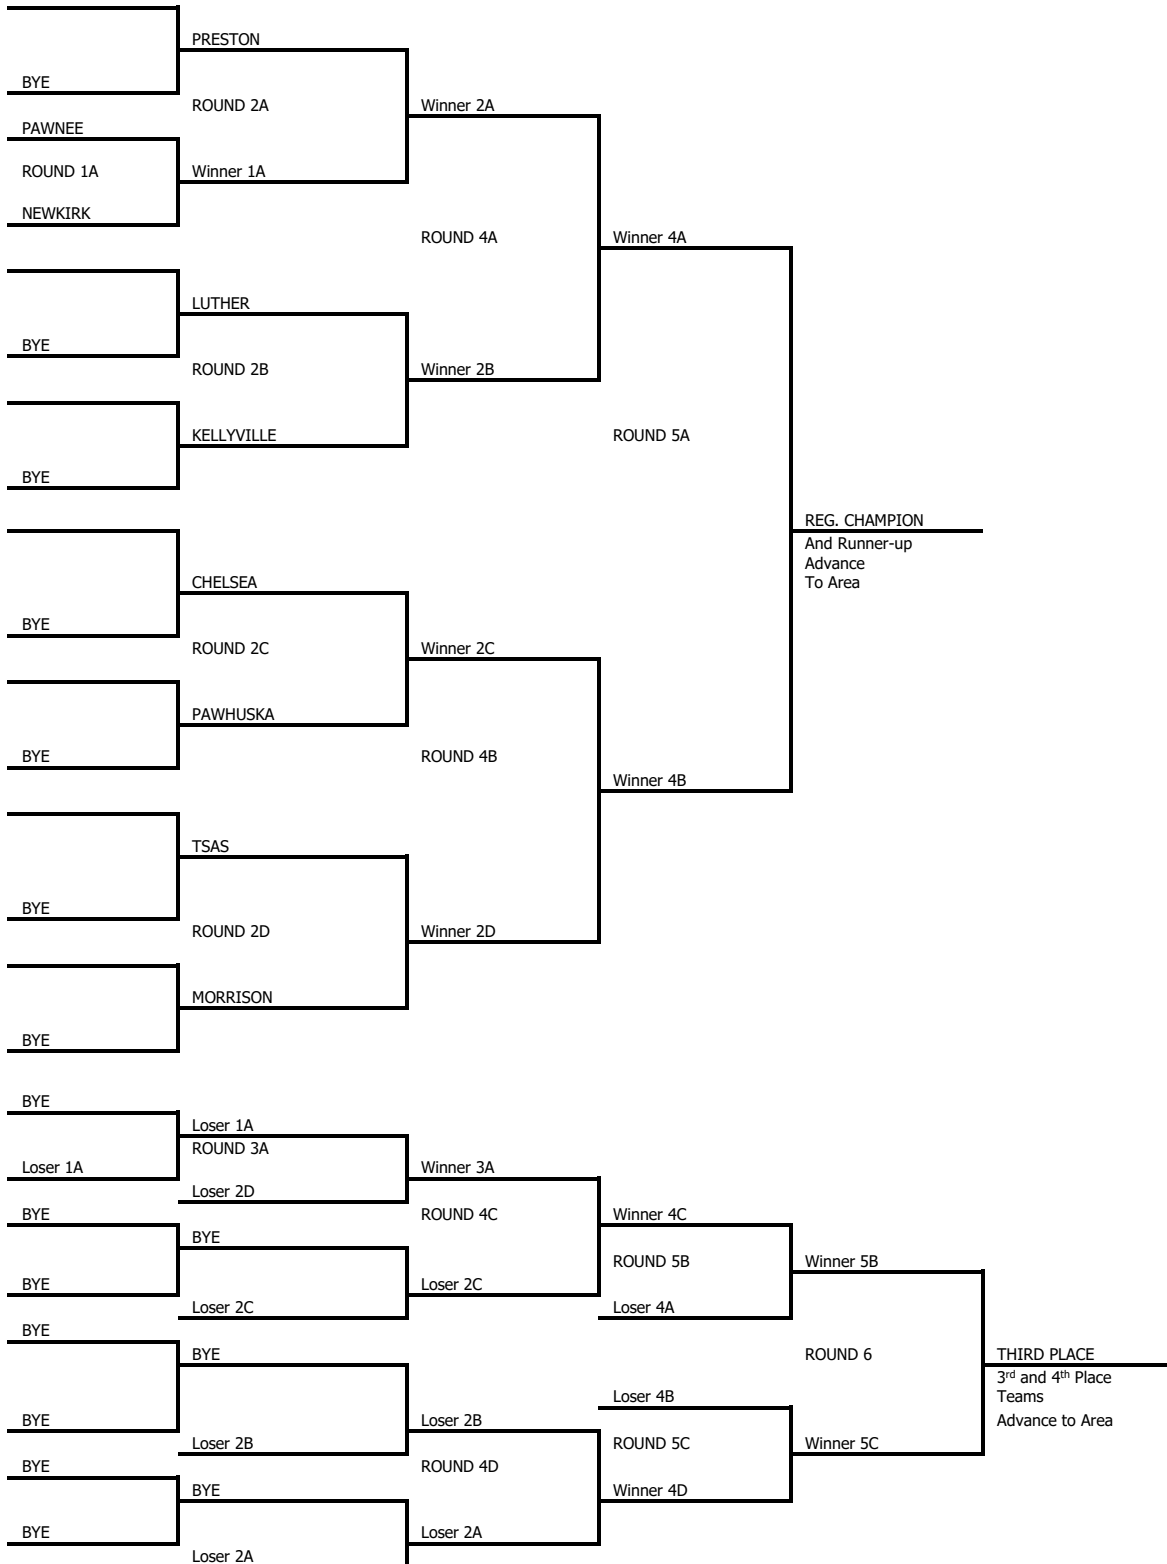 PRESTON
BYE
ROUND 2A
Winner 2A
PAWNEE
ROUND 1A
Winner 1A
NEWKIRK
ROUND 4A
Winner 4A
LUTHER
BYE
ROUND 2B
Winner 2B
KELLYVILLE
ROUND 5A
BYE
REG. CHAMPION
And Runner-up
Advance
To Area
CHELSEA
BYE
ROUND 2C
Winner 2C
PAWHUSKA
BYE
ROUND 4B
Winner 4B
TSAS
BYE
ROUND 2D
Winner 2D
MORRISON
BYE
BYE
Loser 1A
ROUND 3A
Loser 1A
Winner 3A
Loser 2D
BYE
ROUND 4C
Winner 4C
BYE
ROUND 5B
Winner 5B
BYE
Loser 2C
Loser 2C
Loser 4A
BYE
BYE
ROUND 6
THIRD PLACE
3rd and 4th Place
Teams
Advance to Area
Loser 4B
BYE
Loser 2B
Loser 2B
ROUND 5C
Winner 5C
BYE
ROUND 4D
BYE
Winner 4D
BYE
Loser 2A
Loser 2A